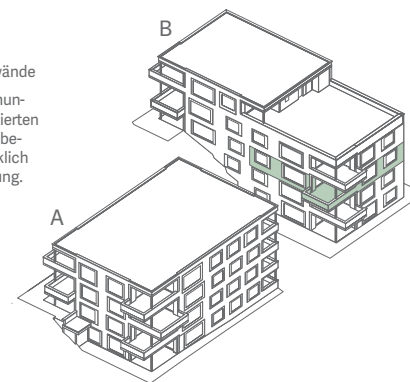 B
wände
nun-
ierten
be-
klich
ung.
A